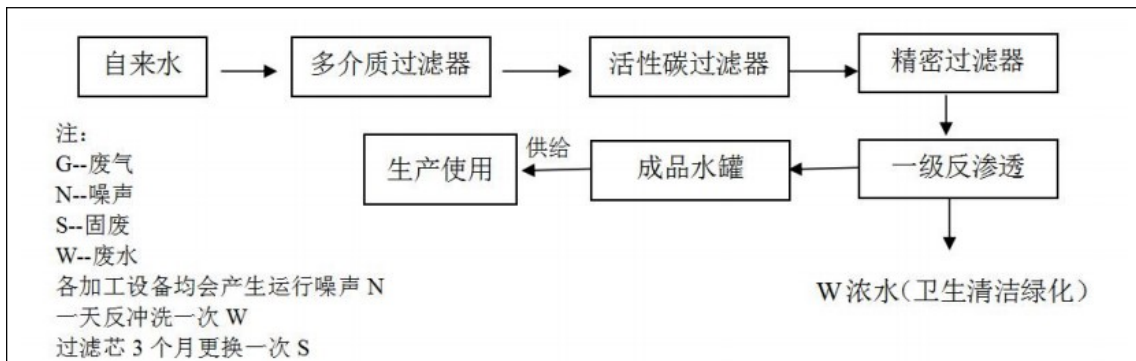 自来水
多介质过滤器
活性碳过滤器
精密过滤器
一级反渗透
成品水罐
供给
生产使用
W 浓水（卫生清洁绿化）
注：
G--废气
N--噪声
S--固废
W--废水
各加工设备均会产生运行噪声 N
一天反冲洗一次 W
过滤芯 3 个月更换一次 S